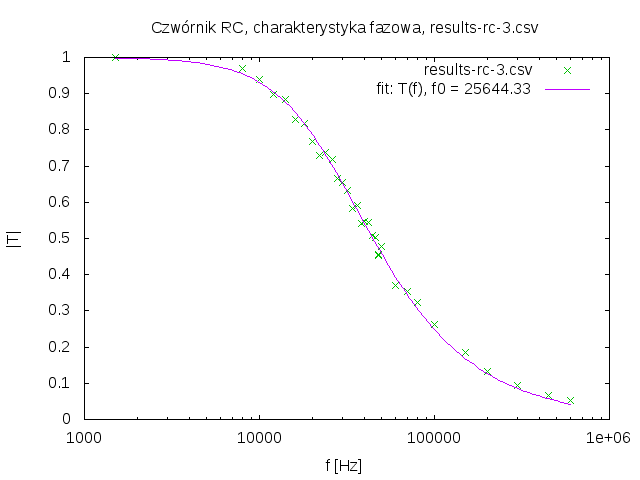 Czwórnik RC, charakterystyka fazowa, results-rc-3.csv
results-rc-3.csv
fit: T(f), f0 = 25644.33
1
0.9
0.8
0.7
0.6
0.5
0.4
0.3
0.2
0.1
0
|T|
1000 10000 100000 1e+06
f [Hz]